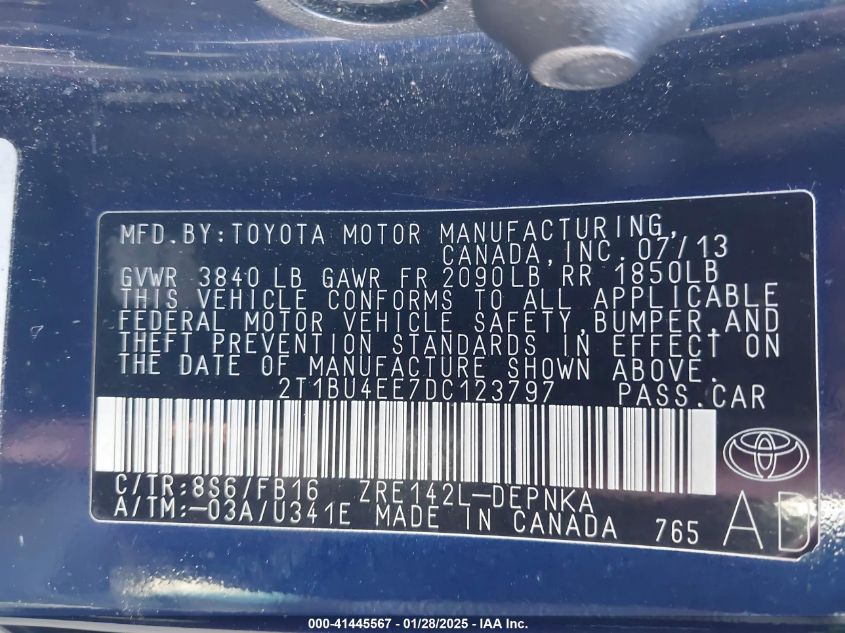 MFD.BY:TOYOTA MOTOR MANUFACTURING,
CANADA,INC. 07/13
GVWR 3840 LB GAWR FR 2090LB RR 1850LB
THIS VEHICLE CONFORMS TO ALL APPLICABLE
FEDERAL MOTOR VEHICLE SAFETY,BUMPER,AND
THEFT PREVENTION STANDARDS IN EFFECT ON
THE DATE OF MANUFACTURE SHOWN ABOVE.
2T1BU4EE7DC123797 PASS.CAR
C/TR:8S6/FB16 ZRE142L-DEPNKA
A/TM:-03A/U341E MADE IN CANADA 765 AD
000-41445567 / 01/28/2025 - IAA Inc.